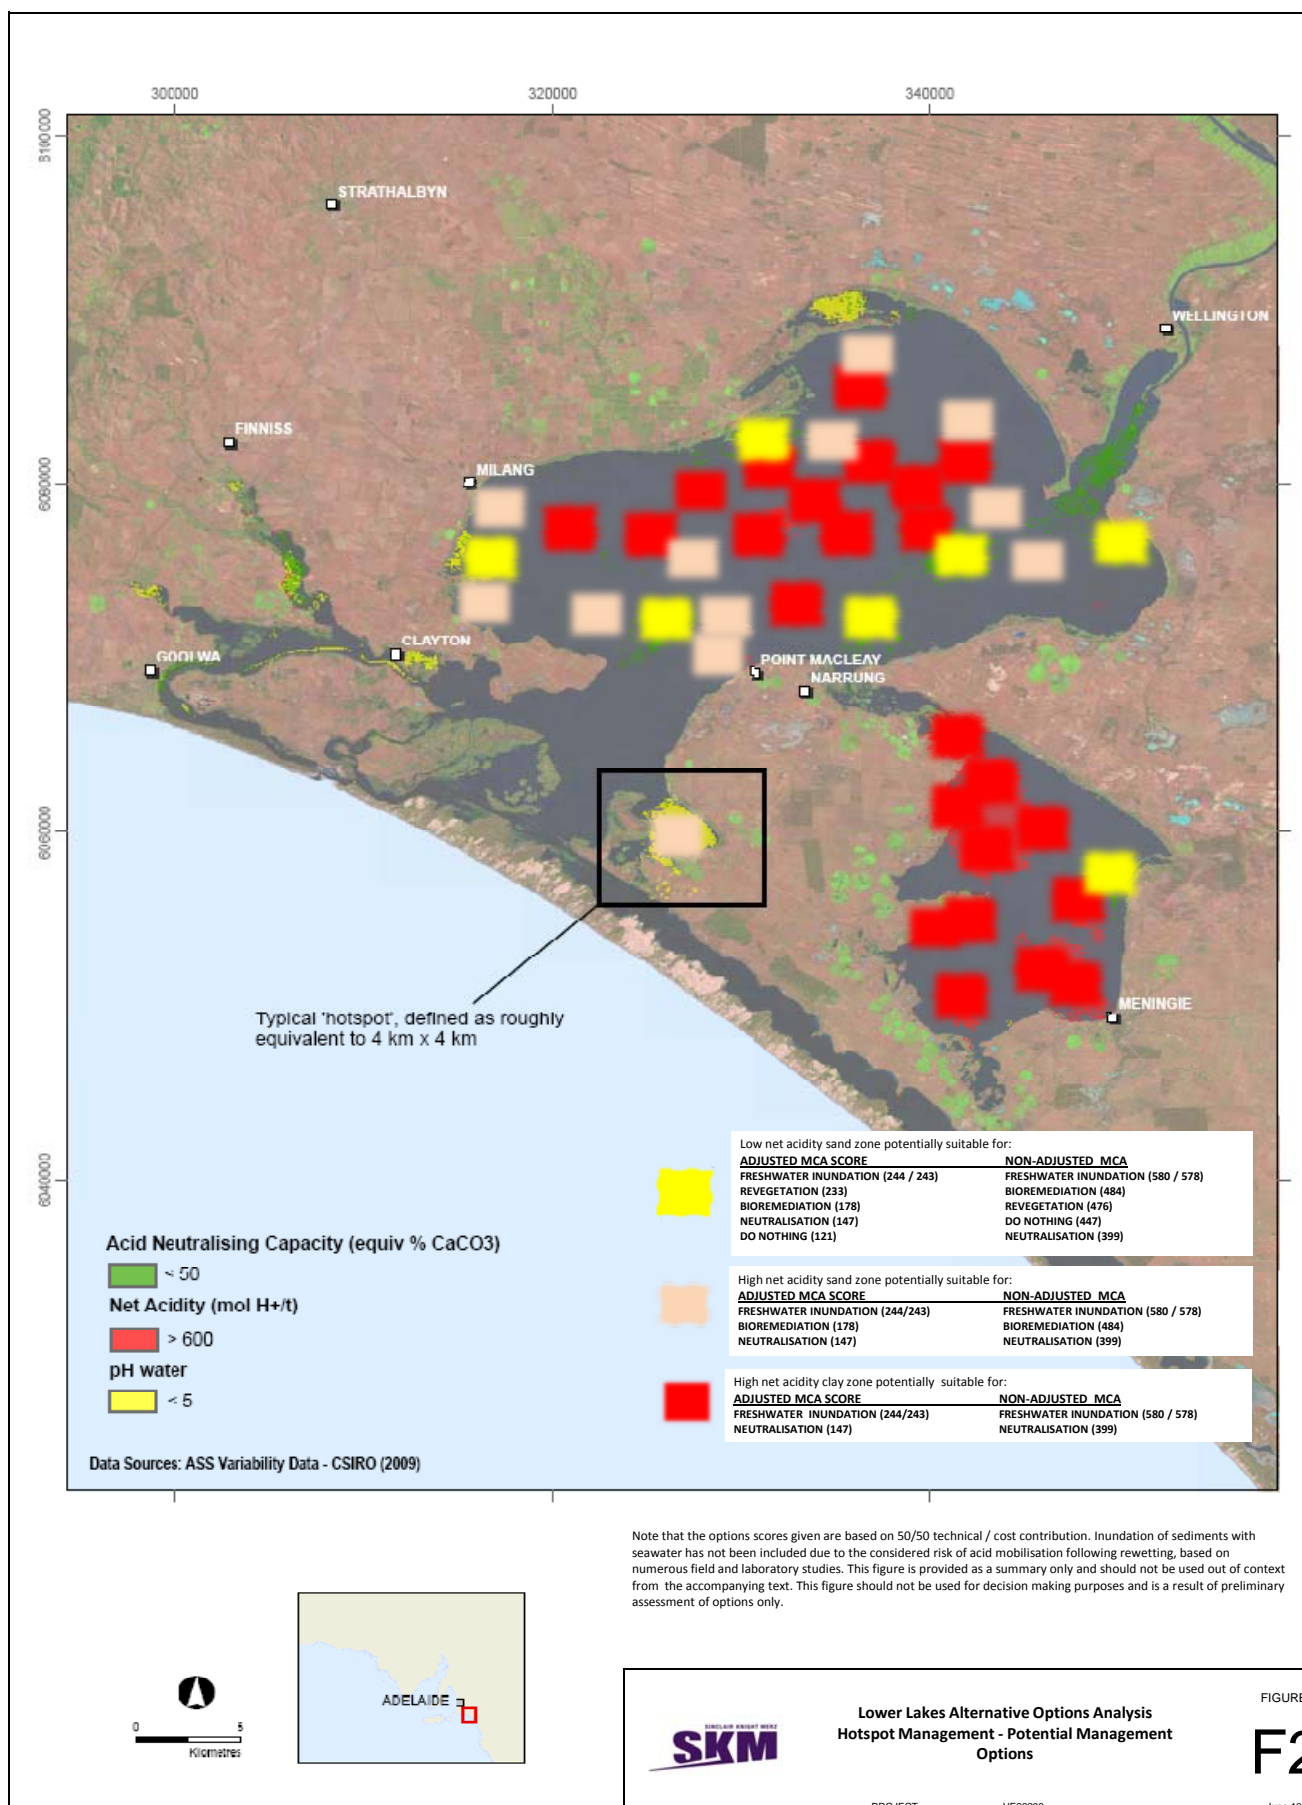 300000
320000
340000
6100000
STRATHALBYN
WELLINGTON
FINNISS
MILANG
6080000
CLAYTON
GOOLWA
POINT MACLEAY
NARRUNG
6060000
MENINGIE
Typical 'hotspot', defined as roughly
equivalent to 4 km x 4 km
6040000
Low net acidity sand zone potentially suitable for:
ADJUSTED MCA SCORE NON-ADJUSTED MCA
FRESHWATER INUNDATION (244 / 243) FRESHWATER INUNDATION (580 / 578)
REVEGETATION (233) BIOREMEDIATION (484)
BIOREMEDIATION (178) REVEGETATION (476)
NEUTRALISATION (147) DO NOTHING (447)
DO NOTHING (121) NEUTRALISATION (399)
High net acidity sand zone potentially suitable for:
ADJUSTED MCA SCORE NON-ADJUSTED MCA
FRESHWATER INUNDATION (244/243) FRESHWATER INUNDATION (580 / 578)
BIOREMEDIATION (178) BIOREMEDIATION (484)
NEUTRALISATION (147) NEUTRALISATION (399)
High net acidity clay zone potentially suitable for:
ADJUSTED MCA SCORE NON-ADJUSTED MCA
FRESHWATER INUNDATION (244/243) FRESHWATER INUNDATION (580 / 578)
NEUTRALISATION (147) NEUTRALISATION (399)
Acid Neutralising Capacity (equiv % CaCO3)
< 50
Net Acidity (mol H+/t)
> 600
pH water
< 5
Data Sources: ASS Variability Data - CSIRO (2009)
Note that the options scores given are based on 50/50 technical / cost contribution. Inundation of sediments with
seawater has not been included due to the considered risk of acid mobilisation following rewetting, based on
numerous field and laboratory studies. This figure is provided as a summary only and should not be used out of context
from the accompanying text. This figure should not be used for decision making purposes and is a result of preliminary
assessment of options only.
ADELAIDE
0 5
Kilometres
SINCLAIR KNIGHT MERZ
SKM
Lower Lakes Alternative Options Analysis
Hotspot Management - Potential Management
Options
FIGURE
F2